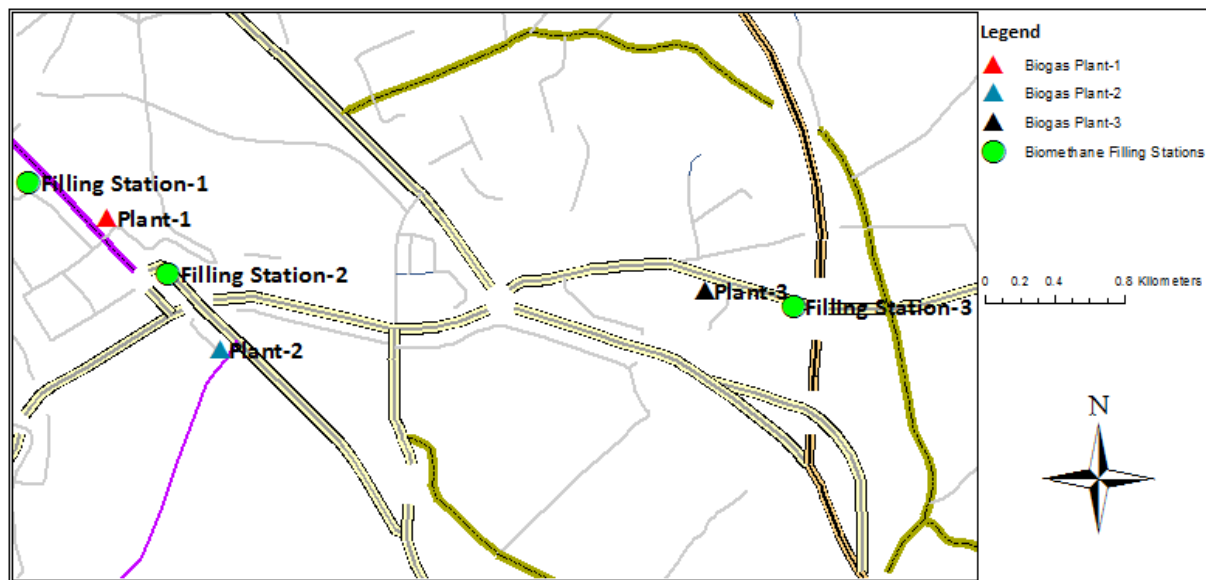 Legend
Biogas Plant-1
Biogas Plant-2
Biogas Plant-3
Biomethane Filling Stations
Filling Station-1
Plant-1
Filling Station-2
Plant-3
Filling Station-3
Plant-2
0 0.2 0.4 0.8 Kilometers
N